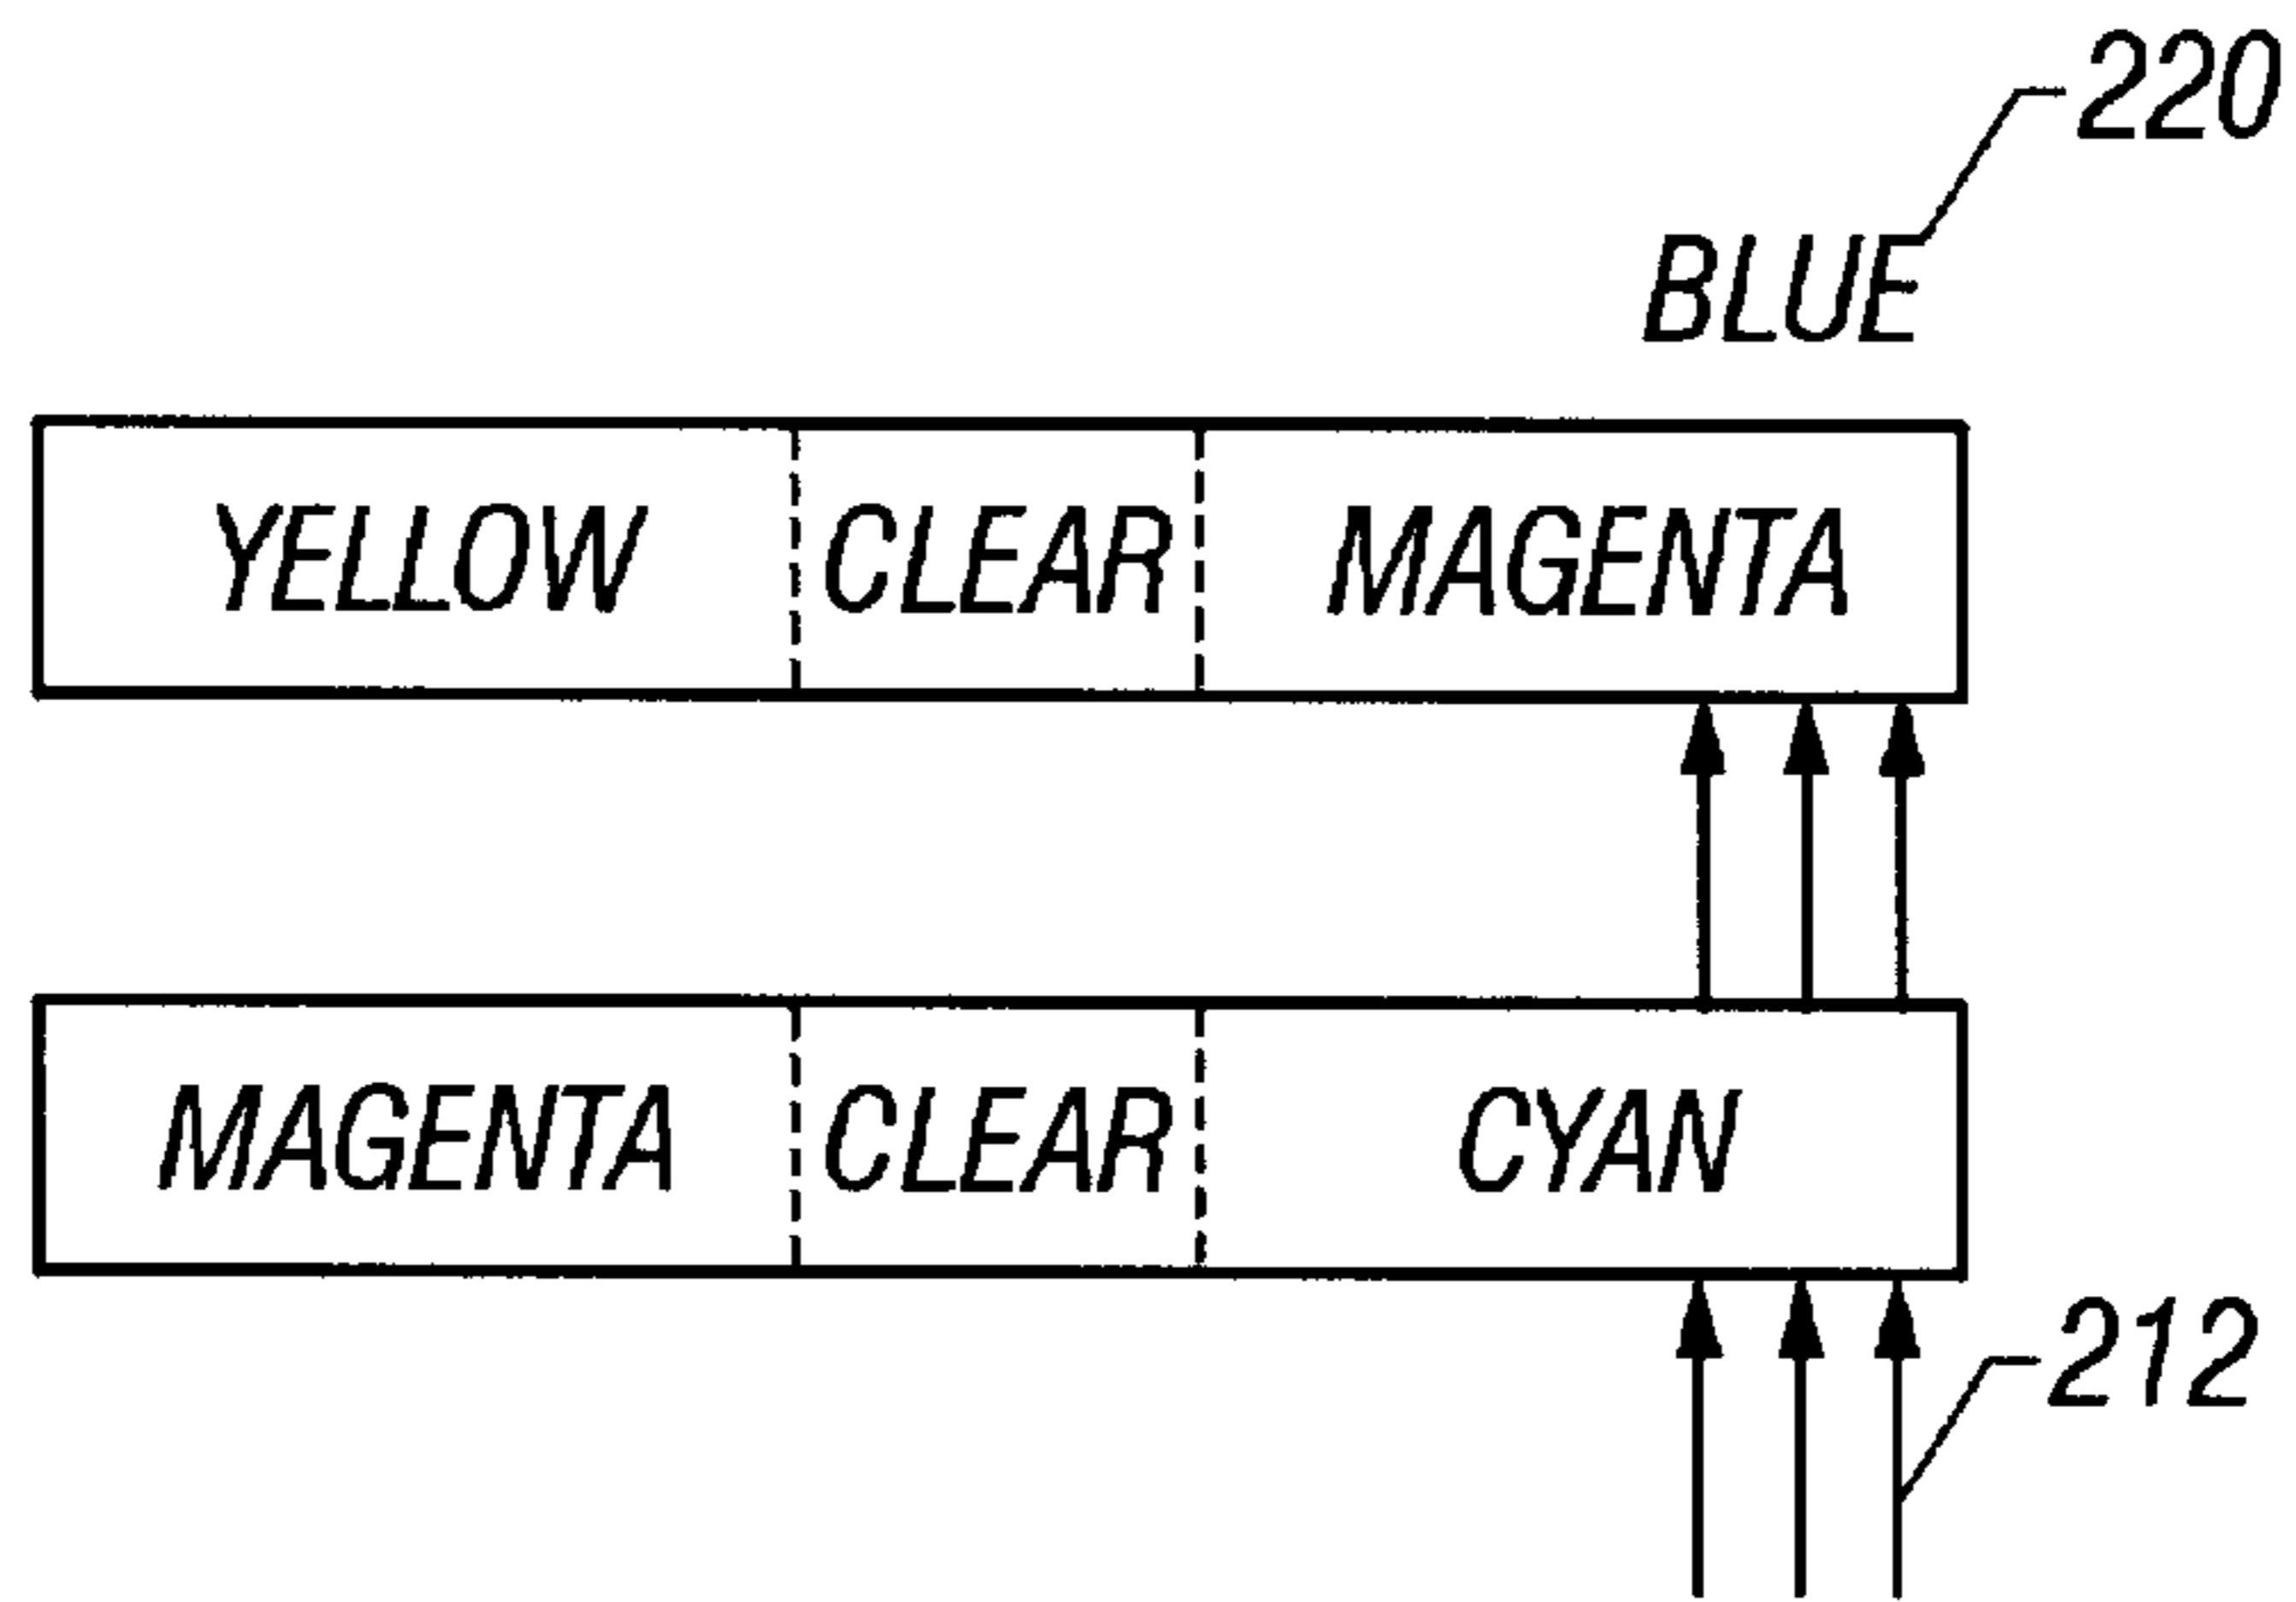 220
BLUE
YELLOW CLEAR MAGENTA
MAGENTA CLEAR CYAN
212